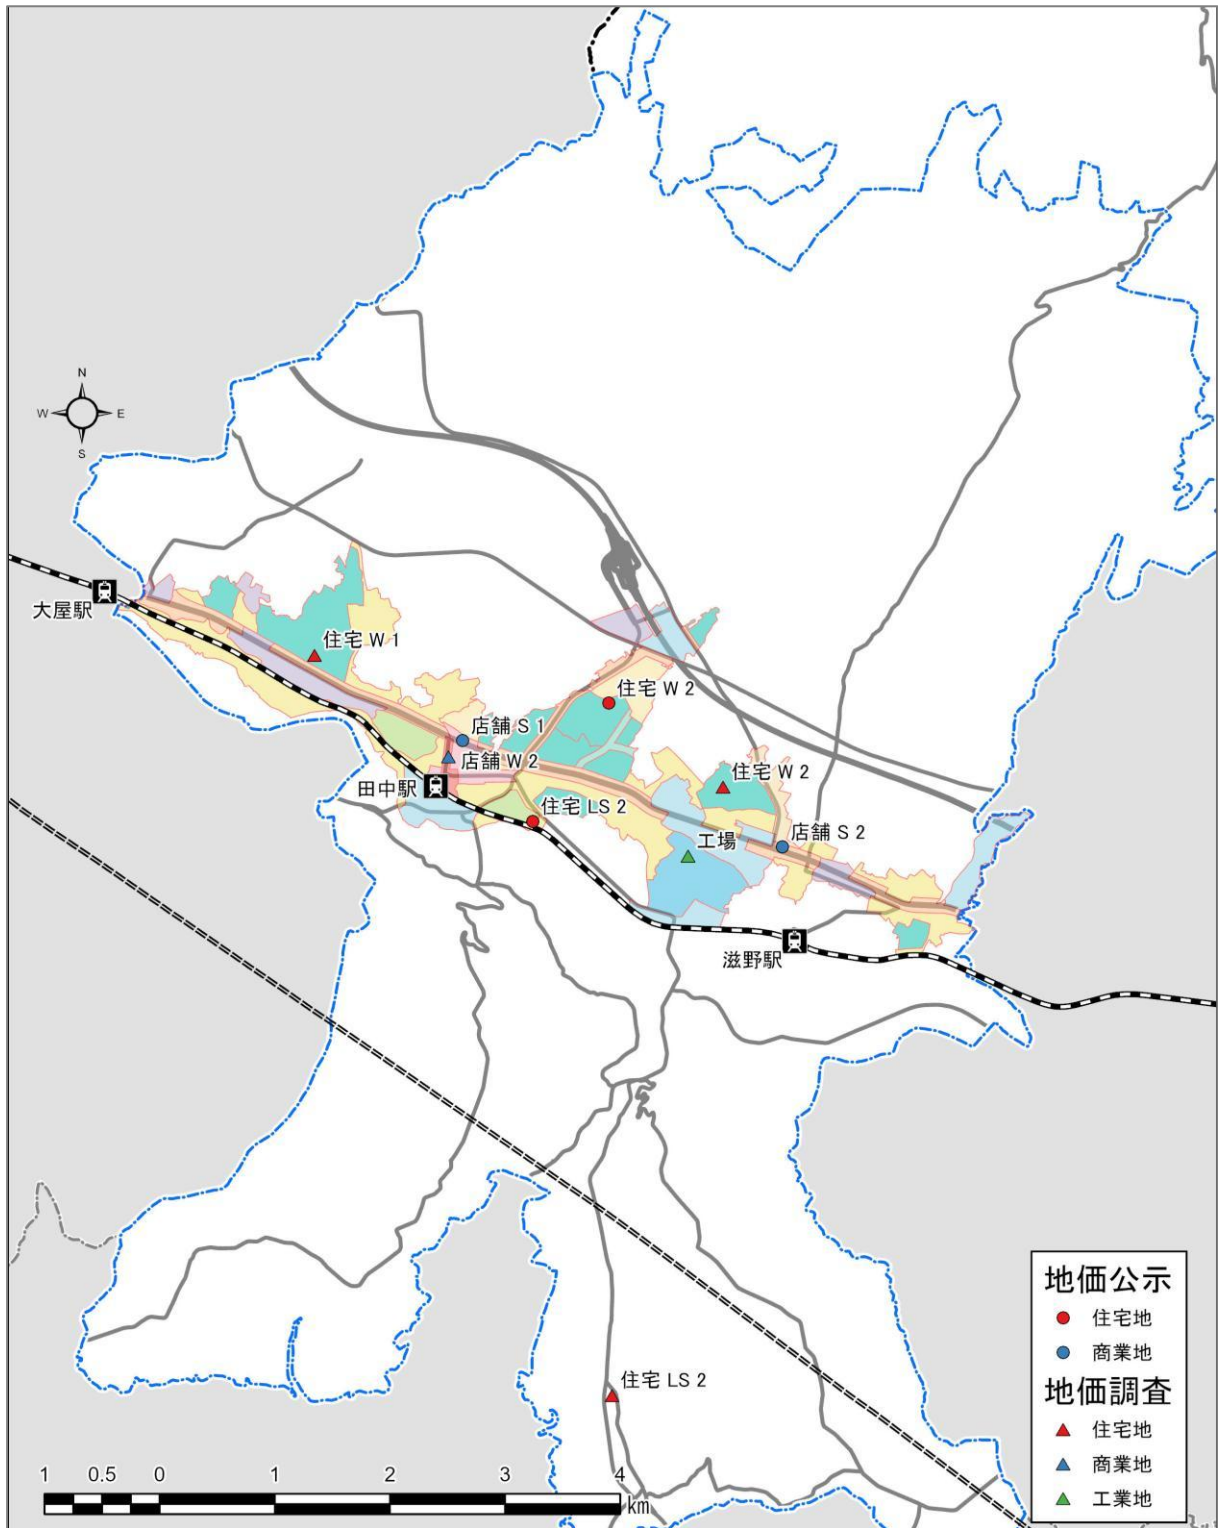 N
W E
S
大屋駅
住宅 W 1
住宅 W 2
店舗 S 1
店舗 W 2
田中駅
住宅 W 2
住宅 LS 2
店舗 S 2
工場
滋野駅
住宅 LS 2
地価公示
住宅地
商業地
地価調査
住宅地
商業地
工業地
1 0.5 0 1 2 3 4
km